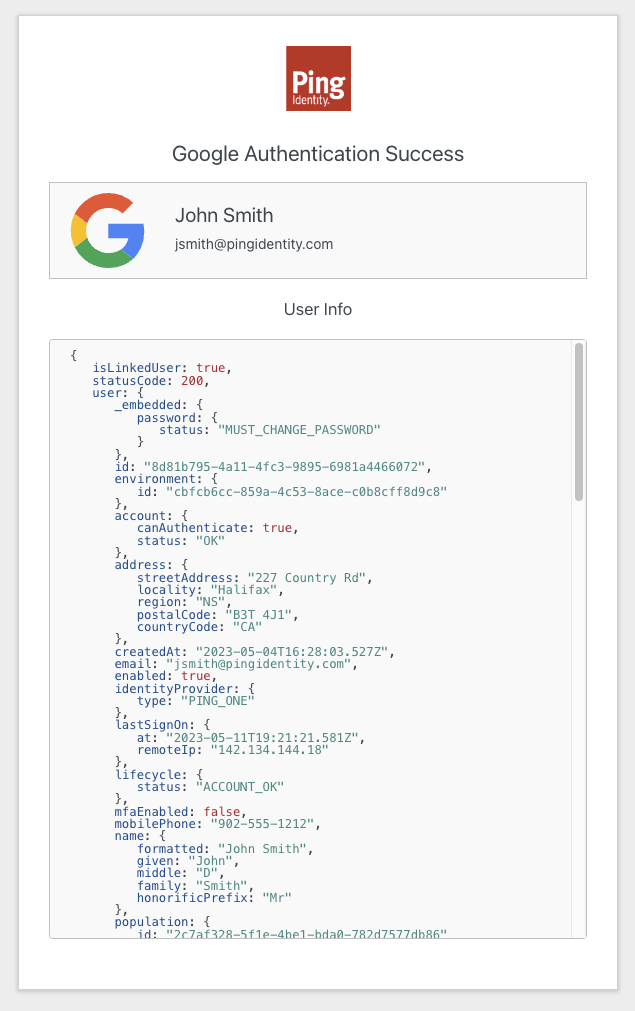 Ping
Identity.
Google Authentication Success
John Smith
jsmith@pingidentity.com
User Info
{
   isLinkedUser: true,
   statusCode: 200,
   user: {
      _embedded: {
         password: {
            status: "MUST_CHANGE_PASSWORD"
         }
      },
      id: "8d81b795-4a11-4fc3-9895-6981a4466072",
      environment: {
         id: "cbfcb6cc-859a-4c53-8ace-c0b8cff8d9c8"
      },
      account: {
         canAuthenticate: true,
         status: "OK"
      },
      address: {
         streetAddress: "227 Country Rd",
         locality: "Halifax",
         region: "NS",
         postalCode: "B3T 4J1",
         countryCode: "CA"
      },
      createdAt: "2023-05-04T16:28:03.527Z",
      email: "jsmith@pingidentity.com",
      enabled: true,
      identityProvider: {
         type: "PING_ONE"
      },
      lastSignOn: {
         at: "2023-05-11T19:21:21.581Z",
         remoteIp: "142.134.144.18"
      },
      lifecycle: {
         status: "ACCOUNT_OK"
      },
      mfaEnabled: false,
      mobilePhone: "902-555-1212",
      name: {
         formatted: "John Smith",
         given: "John",
         middle: "D",
         family: "Smith",
         honorificPrefix: "Mr"
      },
      population: {
         id: "2c7af328-5f1e-4be1-bda0-782d7577db86"